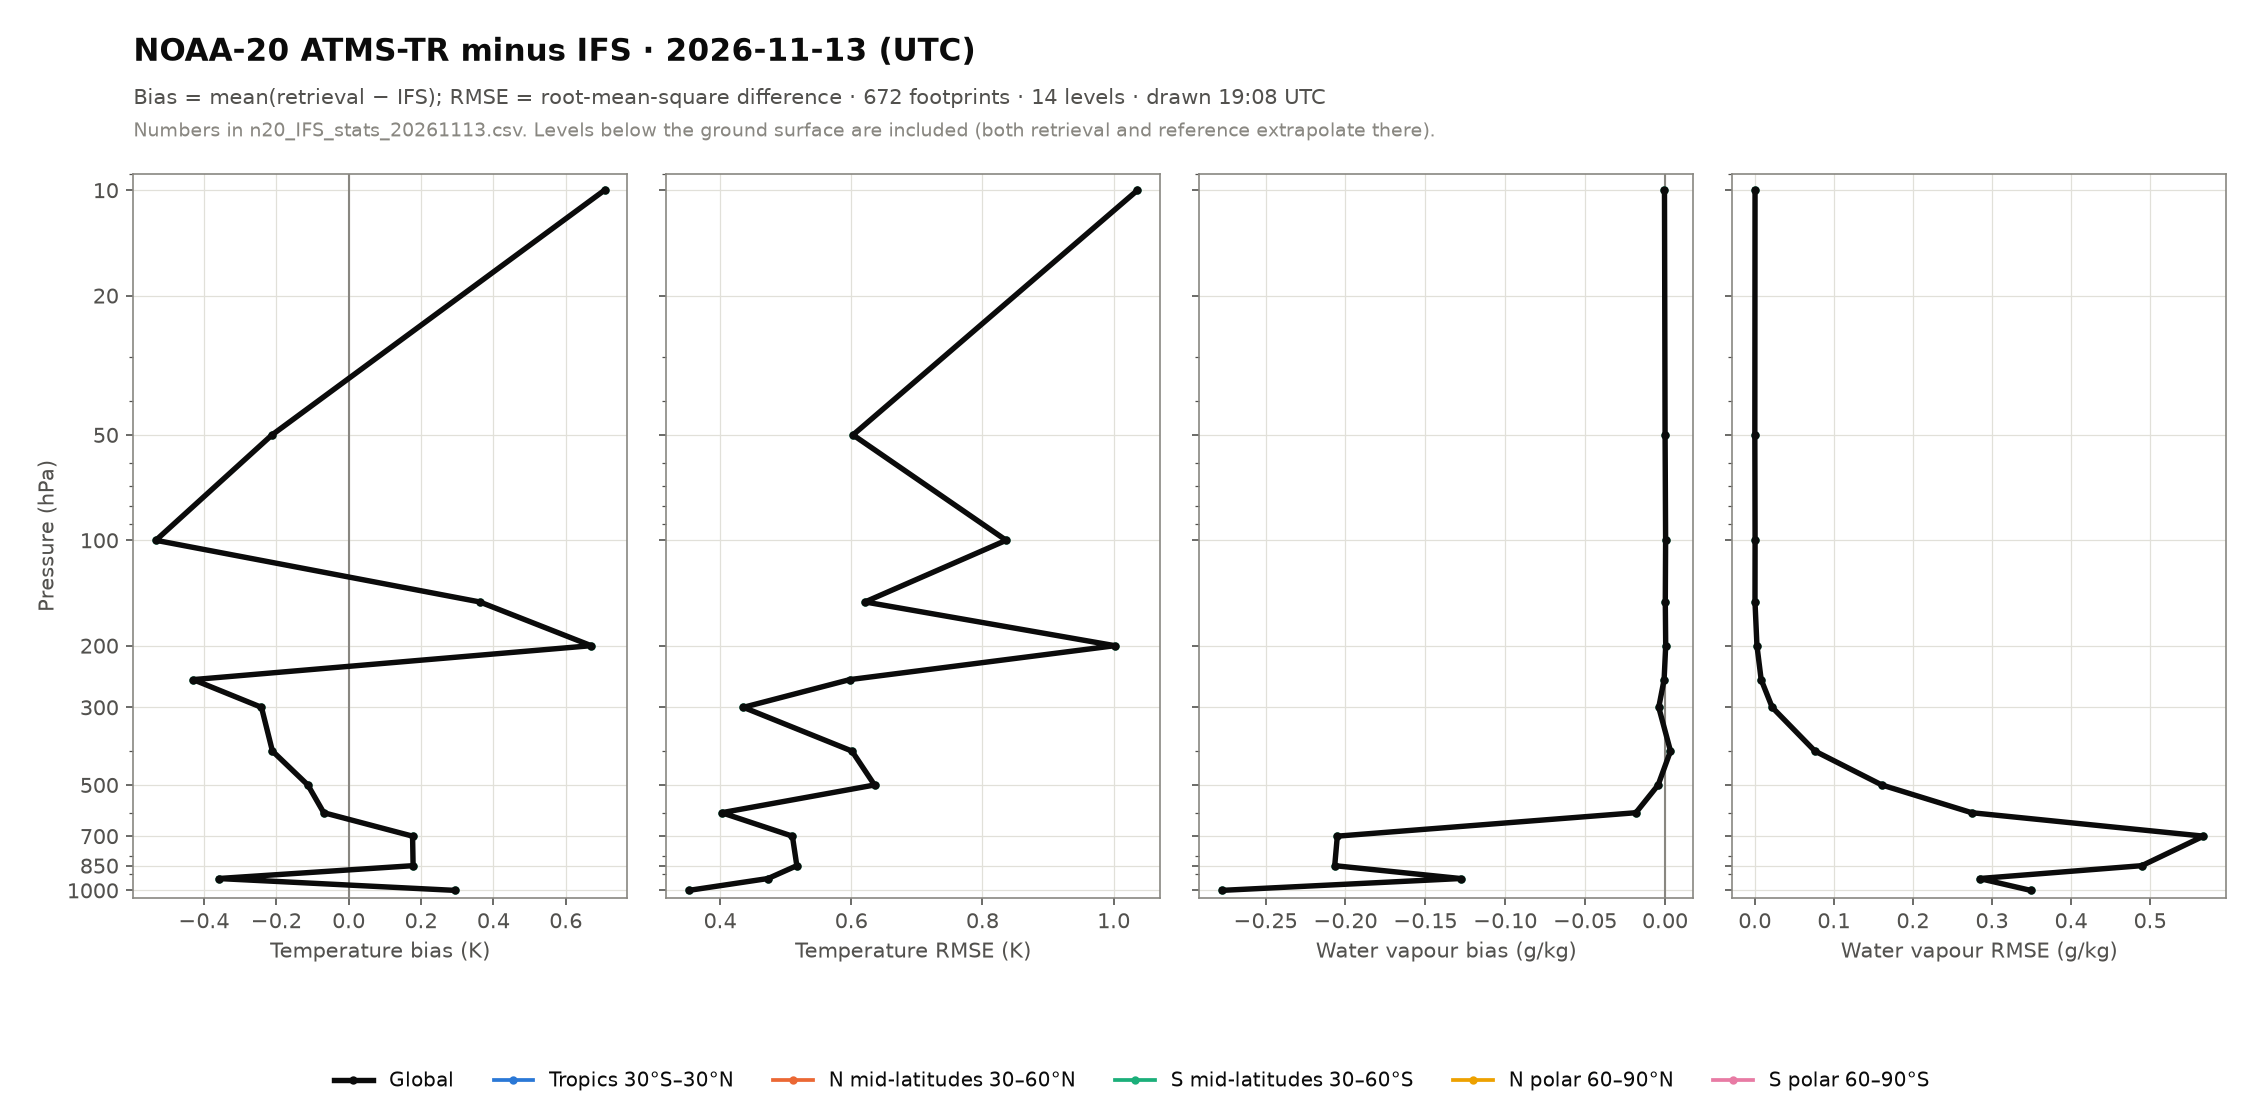 NOAA-20 ATMS-TR minus IFS · 2026-11-13 (UTC)
Bias = mean(retrieval − IFS); RMSE = root-mean-square difference · 672 footprints · 14 levels · drawn 19:08 UTC
Numbers in n20_IFS_stats_20261113.csv. Levels below the ground surface are included (both retrieval and reference extrapolate there).
Pressure (hPa)
10
20
50
100
200
300
500
700
850
1000
−0.4 −0.2 0.0 0.2 0.4 0.6
Temperature bias (K)
0.4 0.6 0.8 1.0
Temperature RMSE (K)
−0.25 −0.20 −0.15 −0.10 −0.05 0.00
Water vapour bias (g/kg)
0.0 0.1 0.2 0.3 0.4 0.5
Water vapour RMSE (g/kg)
Global Tropics 30°S–30°N N mid-latitudes 30–60°N S mid-latitudes 30–60°S N polar 60–90°N S polar 60–90°S